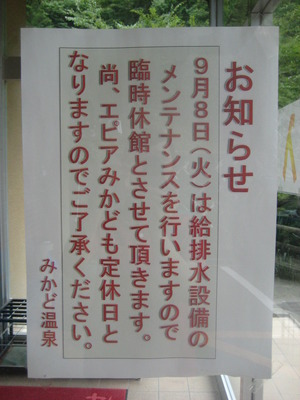 お知らせ
９月８日（火）は給排水設備の
メンテナンスを行いますので
臨時休館とさせて頂きます。
尚、エピアみかども定休日と
なりますのでご了承ください。
みかど温泉